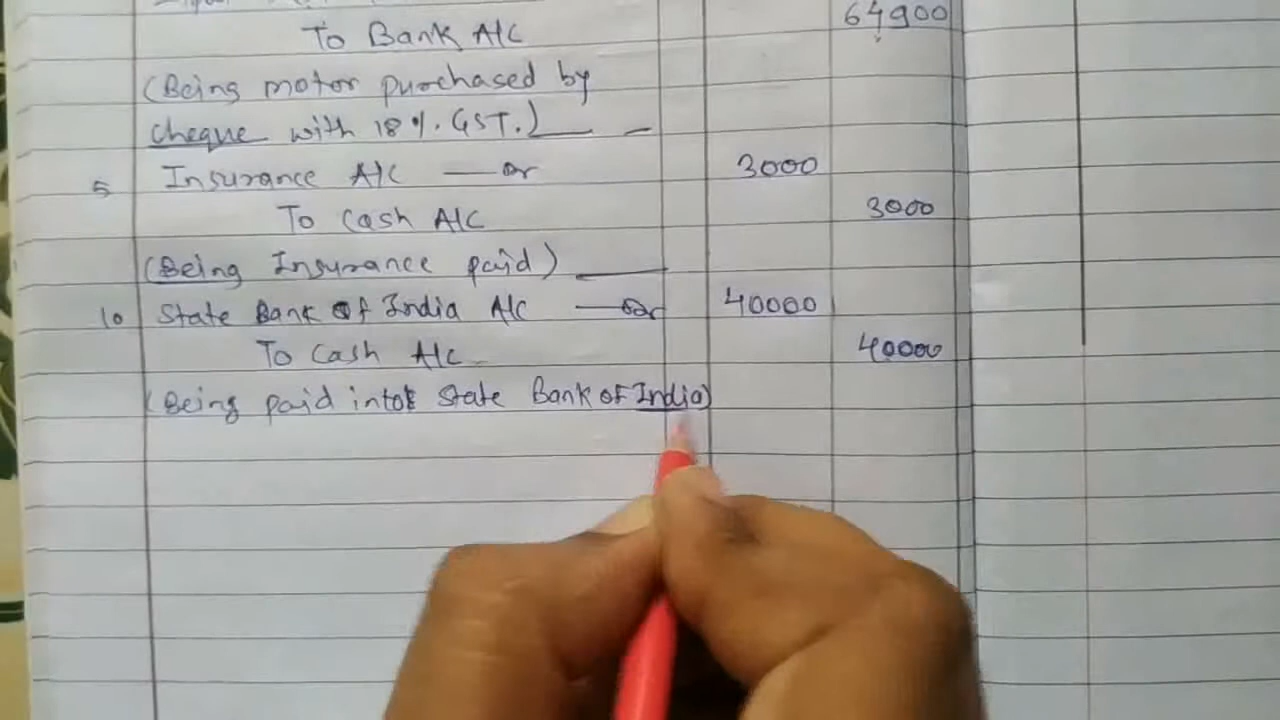 64900
To Bank A/C
(Being motor purchased by
cheque with 18%. GST.)
5 Insurance A/C — Dr 3000
To Cash A/C 3000
(Being Insurance paid)
10 State Bank of India A/C — Dr 40000
To Cash A/C 40000
(Being paid into State Bank of India)